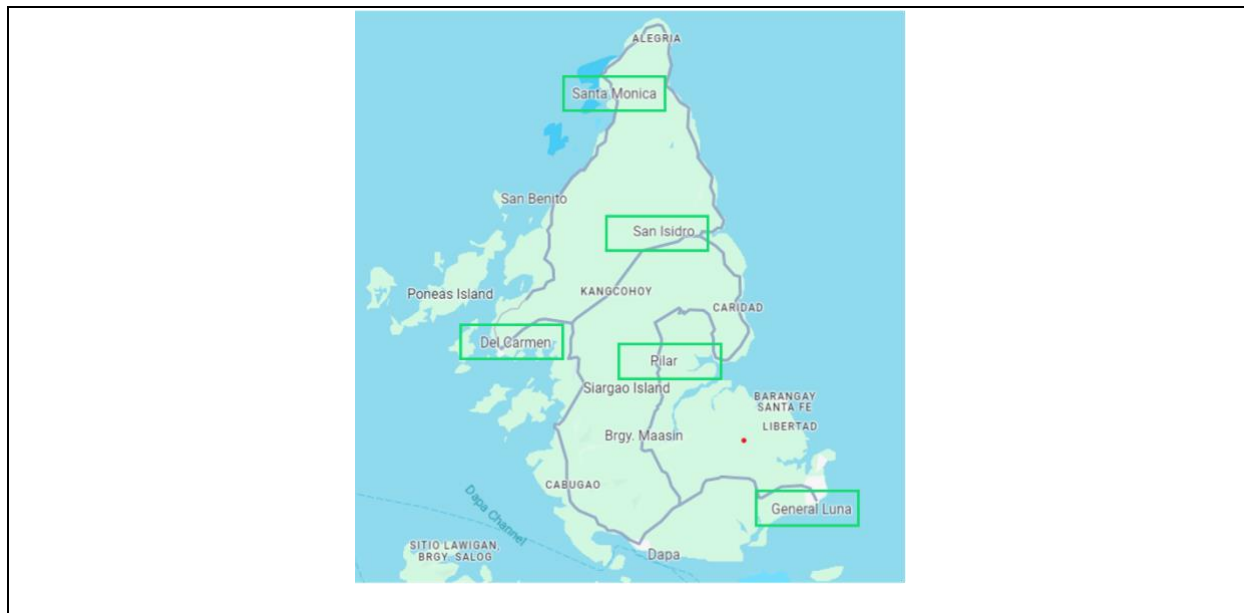 ALEGRIA
Santa Monica
San Benito
San Isidro
Poneas Island
KANGCOHOY
CARIDAD
Del Carmen
Pilar
Siargao Island
BARANGAY
SANTA FE
LIBERTAD
Brgy. Maasin
CABUGAO
Dapa Channel
General Luna
SITIO LAWIGAN,
BRGY SALOG
Dapa